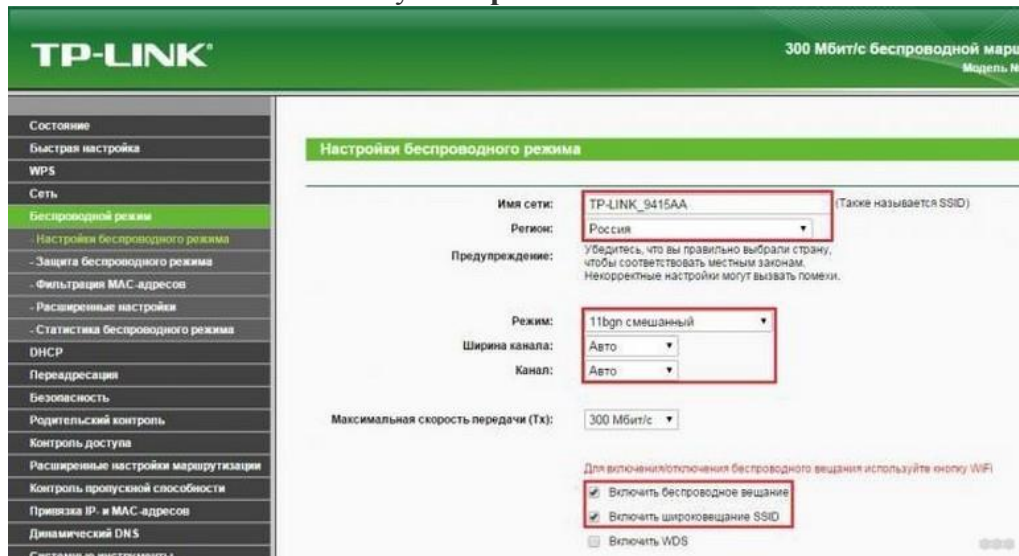 TP-LINK
300 Мбит/с беспроводной
Модель
Состояние
Быстрая настройка
WPS
Сеть
Беспроводной режим
- Настройки беспроводного режима
- Защита беспроводного режима
- Фильтрация MAC-адресов
- Расширенные настройки
- Статистика беспроводного режима
DHCP
Переадресация
Безопасность
Родительский контроль
Контроль доступа
Расширенные настройки маршрутизации
Контроль пропускной способности
Привязка IP- и MAC-адресов
Динамический DNS
Настройки беспроводного режима
Имя сети: TP-LINK_9415AA (Также называется SSID)
Регион: Россия
Предупреждение: Убедитесь, что вы правильно выбрали страну,
чтобы соответствовать местным законам.
Некорректные настройки могут вызвать помехи.
Режим: 11bgn смешанный
Ширина канала: Авто
Канал: Авто
Максимальная скорость передачи (Tx): 300 Мбит/с
Для включения/отключения беспроводного вещания используйте кнопку WiFi
Включить беспроводное вещание
Включить широковещание SSID
Включить WDS